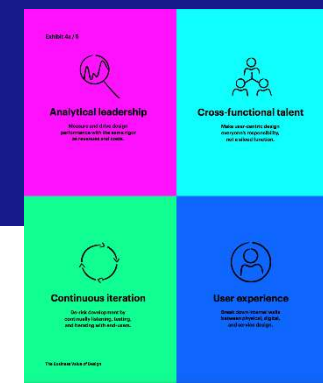 Exhibit 4a / 5
Analytical leadership
Measure and drive design
performance with the same rigor
as revenues and costs.
Cross-functional talent
Make user-centric design
everyone's responsibility,
not a siloed function.
Continuous iteration
De-risk development by
continually listening, testing,
and iterating with end-users.
User experience
Break down internal walls
between physical, digital,
and service design.
The Business Value of Design